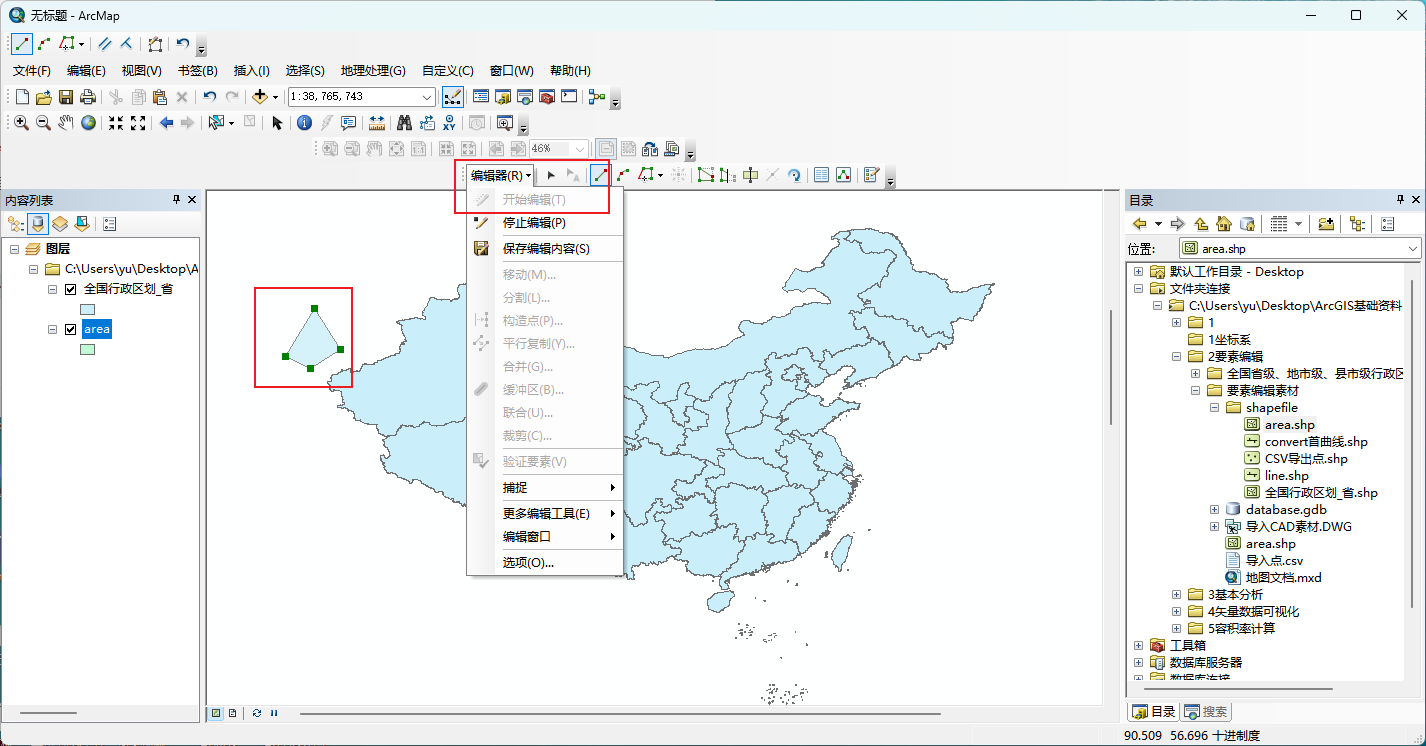 无标题 - ArcMap
文件(F) 编辑(E) 视图(V) 书签(B) 插入(I) 选择(S) 地理处理(G) 自定义(C) 窗口(W) 帮助(H)
1:38,765,743
XY
1:1
46%
编辑器(R)
开始编辑(T)
停止编辑(P)
保存编辑内容(S)
移动(M)...
分割(L)...
构造点(P)...
平行复制(Y)...
合并(G)...
缓冲区(B)...
联合(U)...
裁剪(C)...
验证要素(V)
捕捉
更多编辑工具(E)
编辑窗口
选项(O)...
内容列表
图层
C:\Users\yu\Desktop\A
全国行政区划_省
area
目录
位置: area.shp
默认工作目录 - Desktop
文件夹连接
C:\Users\yu\Desktop\ArcGIS基础资料
1
1坐标系
2要素编辑
全国省级、地市级、县市级行政区
要素编辑素材
shapefile
area.shp
convert首曲线.shp
CSV导出点.shp
line.shp
全国行政区划_省.shp
database.gdb
导入CAD素材.DWG
area.shp
导入点.csv
地图文档.mxd
3基本分析
4矢量数据可视化
5容积率计算
工具箱
数据库服务器
数据库连接
目录 搜索
90.509 56.696 十进制度